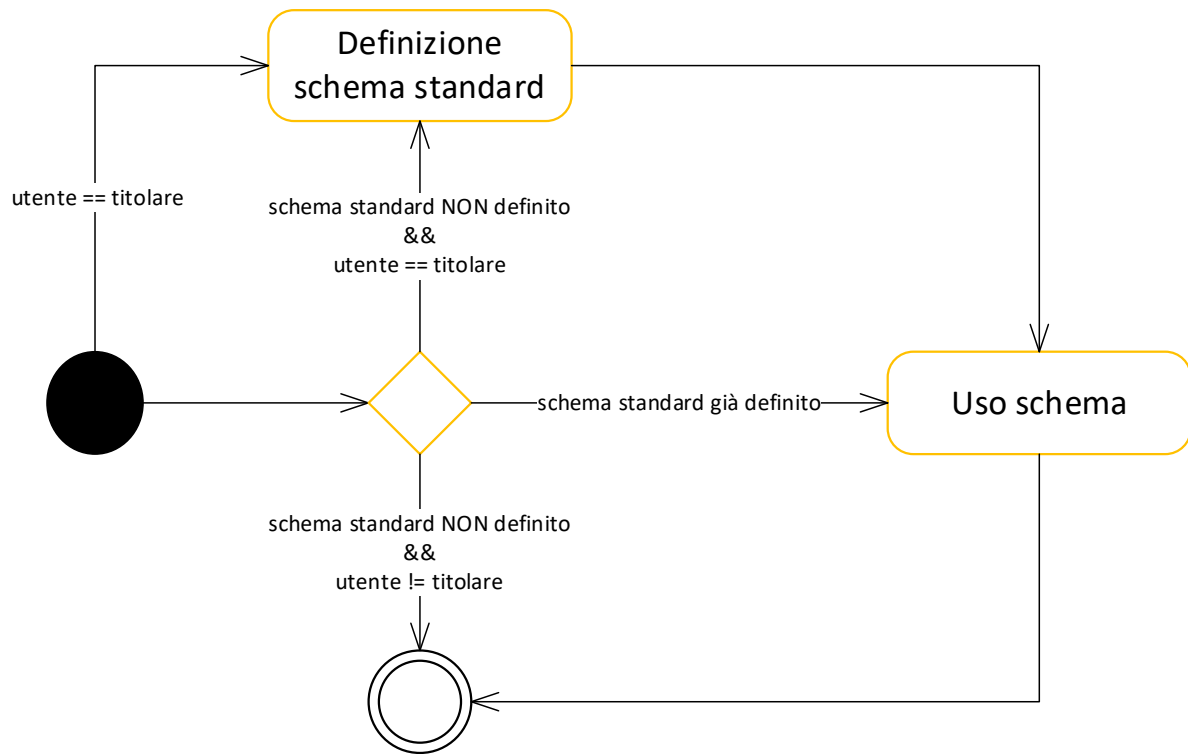 Definizione
schema standard
utente == titolare
schema standard NON definito
&&
utente == titolare
schema standard già definito
Uso schema
schema standard NON definito
&&
utente != titolare